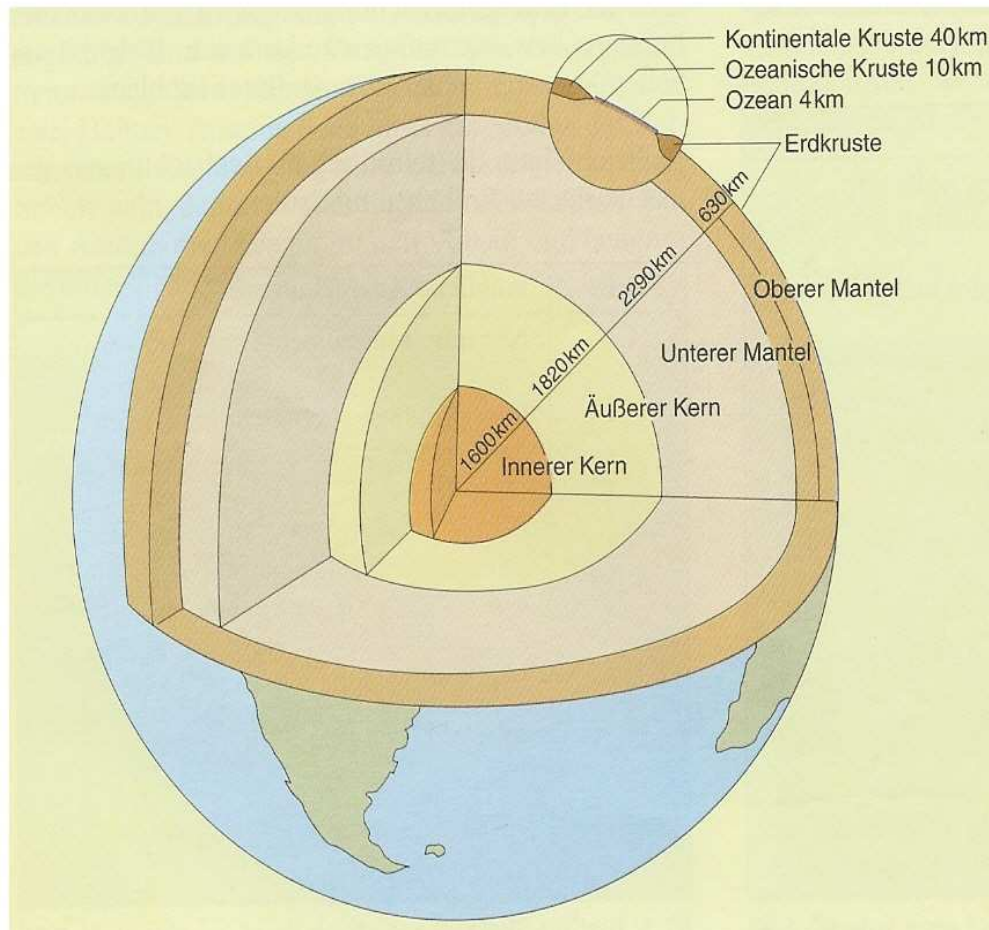 Kontinentale Kruste 40km
Ozeanische Kruste 10km
Ozean 4km
Erdkruste
630km
2290km
Oberer Mantel
Unterer Mantel
1820km
Äußerer Kern
1600km
Innerer Kern